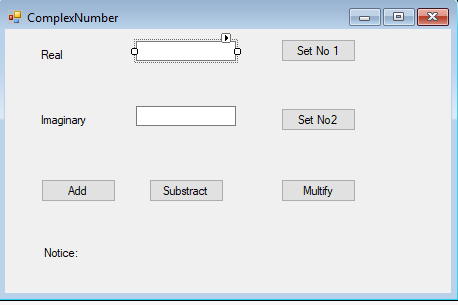 ComplexNumber
Real
Set No 1
Imaginary
Set No2
Add
Substract
Multify
Notice: